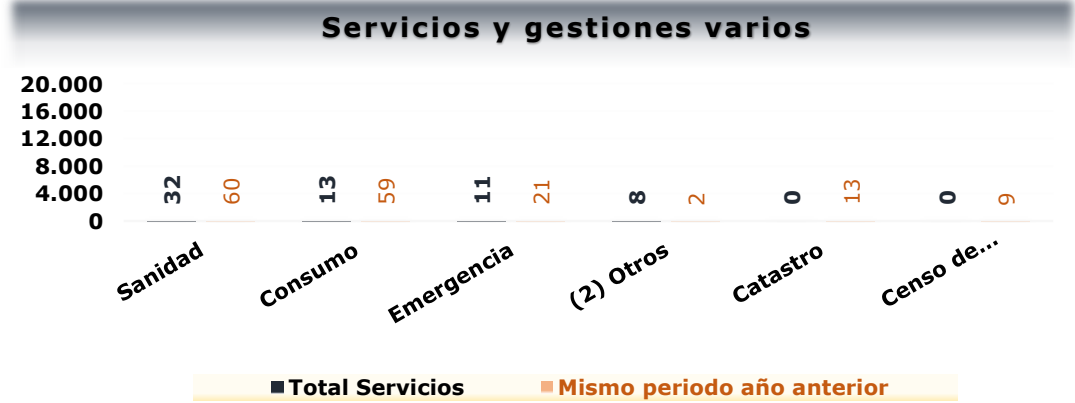 Servicios y gestiones varios
20.000
16.000
12.000
8.000
4.000
0
32 60 13 59 11 21 8 2 0 13 0 9
Sanidad Consumo Emergencia (2) Otros Catastro Censo de...
Total Servicios Mismo periodo año anterior